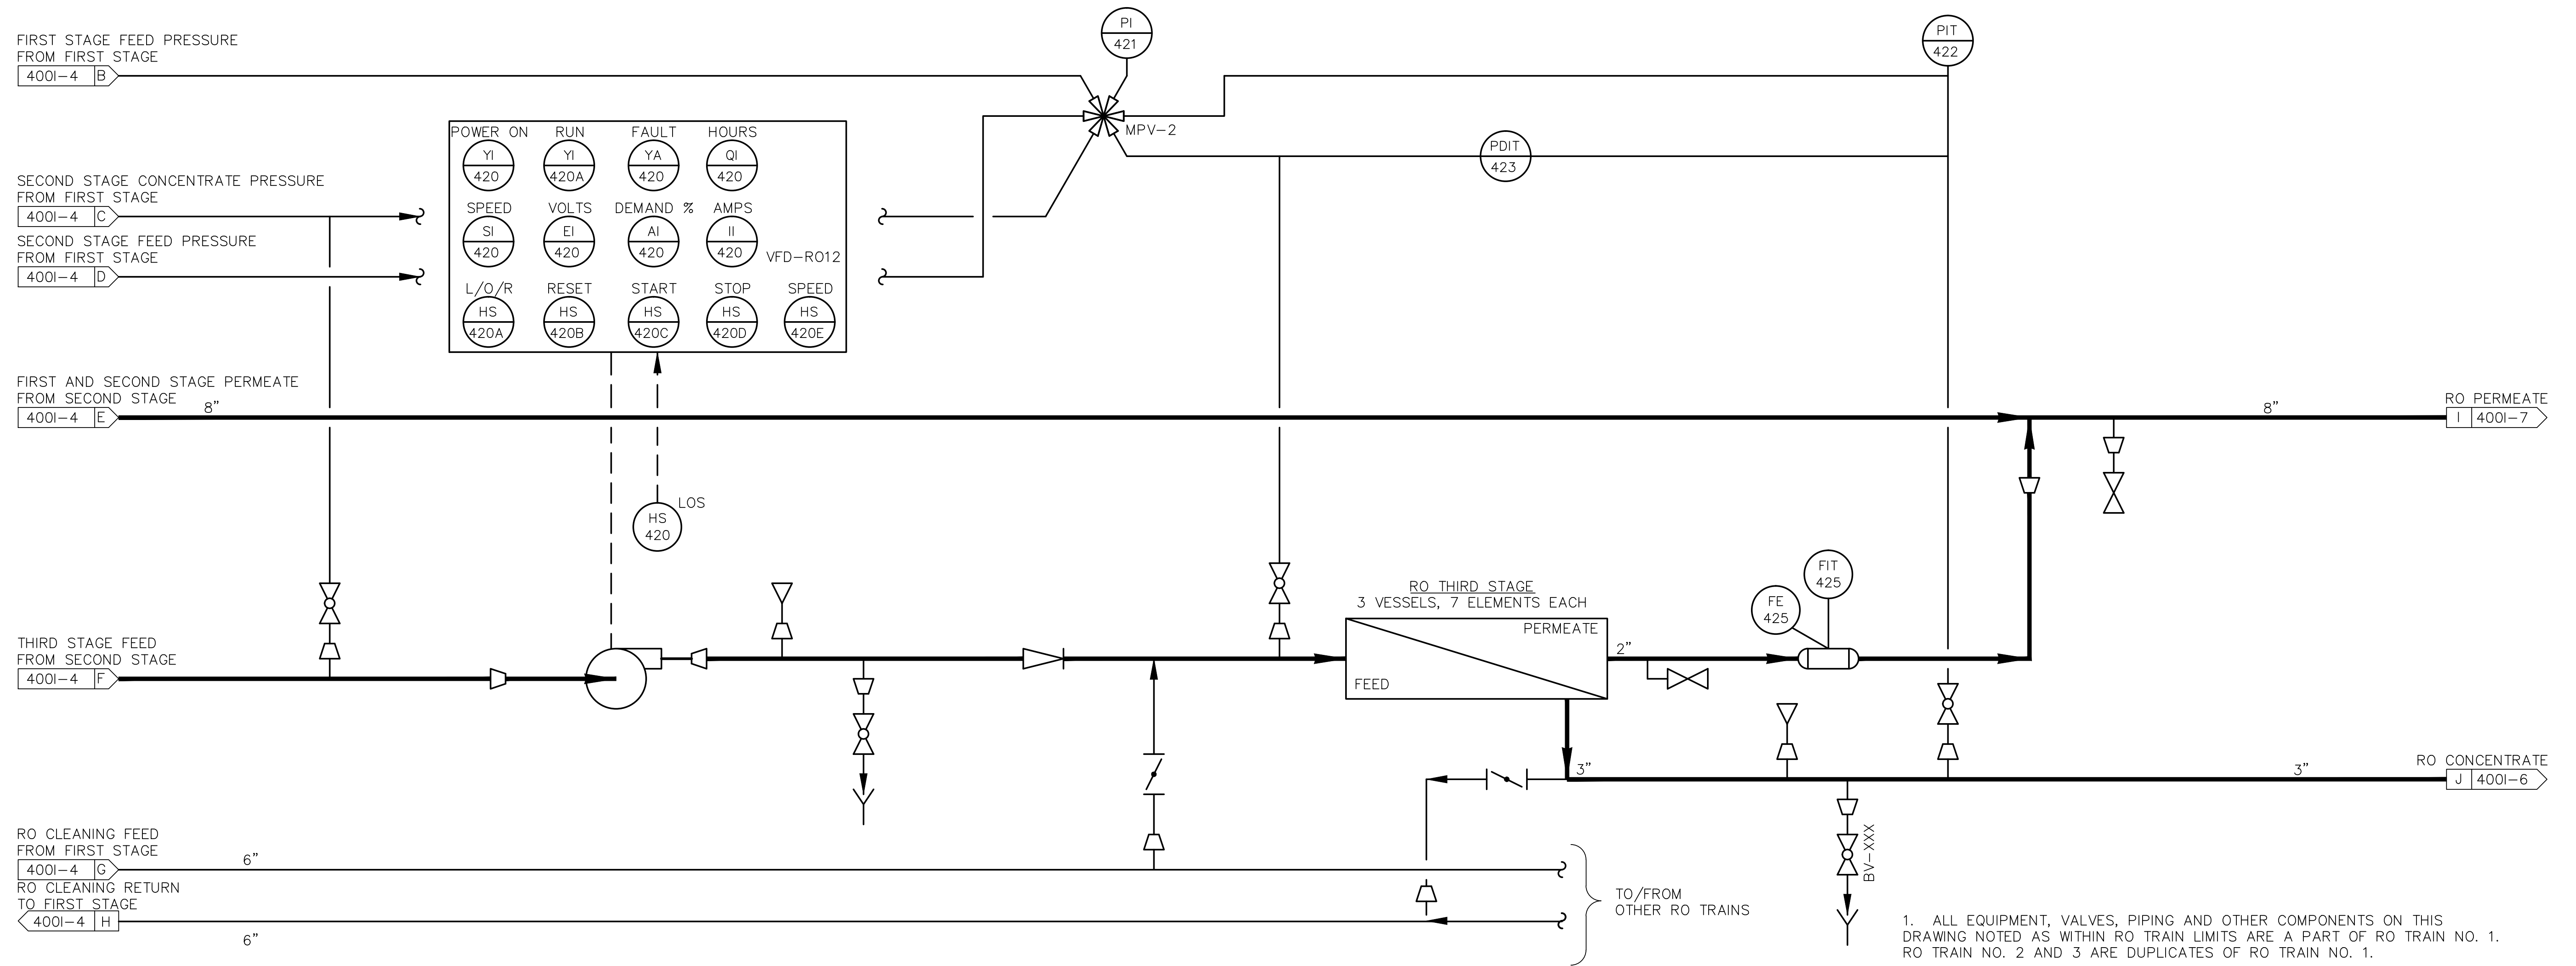 PI
421
PIT
422
FIRST STAGE FEED PRESSURE
FROM FIRST STAGE
4001-4 B
MPV-2
PDIT
423
POWER ON RUN FAULT HOURS
YI YI YA QI
420 420A 420 420
SECOND STAGE CONCENTRATE PRESSURE
FROM FIRST STAGE
4001-4 C
SPEED VOLTS DEMAND % AMPS
SI EI AI II
420 420 420 420
VFD-RO12
SECOND STAGE FEED PRESSURE
FROM FIRST STAGE
4001-4 D
L/O/R RESET START STOP SPEED
HS HS HS HS HS
420A 420B 420C 420D 420E
FIRST AND SECOND STAGE PERMEATE
FROM SECOND STAGE
4001-4 E
8"
8"
RO PERMEATE
I 4001-7
LOS
HS
420
RO THIRD STAGE
3 VESSELS, 7 ELEMENTS EACH
PERMEATE
FEED
2"
FE
425
FIT
425
THIRD STAGE FEED
FROM SECOND STAGE
4001-4 F
3"
3"
RO CONCENTRATE
J 4001-6
BV-XXX
RO CLEANING FEED
FROM FIRST STAGE
4001-4 G
6"
RO CLEANING RETURN
TO FIRST STAGE
4001-4 H
6"
TO/FROM
OTHER RO TRAINS
1. ALL EQUIPMENT, VALVES, PIPING AND OTHER COMPONENTS ON THIS
DRAWING NOTED AS WITHIN RO TRAIN LIMITS ARE A PART OF RO TRAIN NO. 1.
RO TRAIN NO. 2 AND 3 ARE DUPLICATES OF RO TRAIN NO. 1.